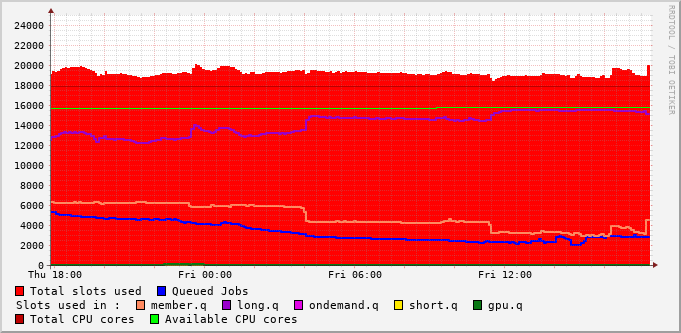 24000
22000
20000
18000
16000
14000
12000
10000
8000
6000
4000
2000
0
Thu 18:00 Fri 00:00 Fri 06:00 Fri 12:00
Total slots used Queued Jobs
Slots used in : member.q long.q ondemand.q short.q gpu.q
Total CPU cores Available CPU cores
RRDTOOL / TOBI OETIKER